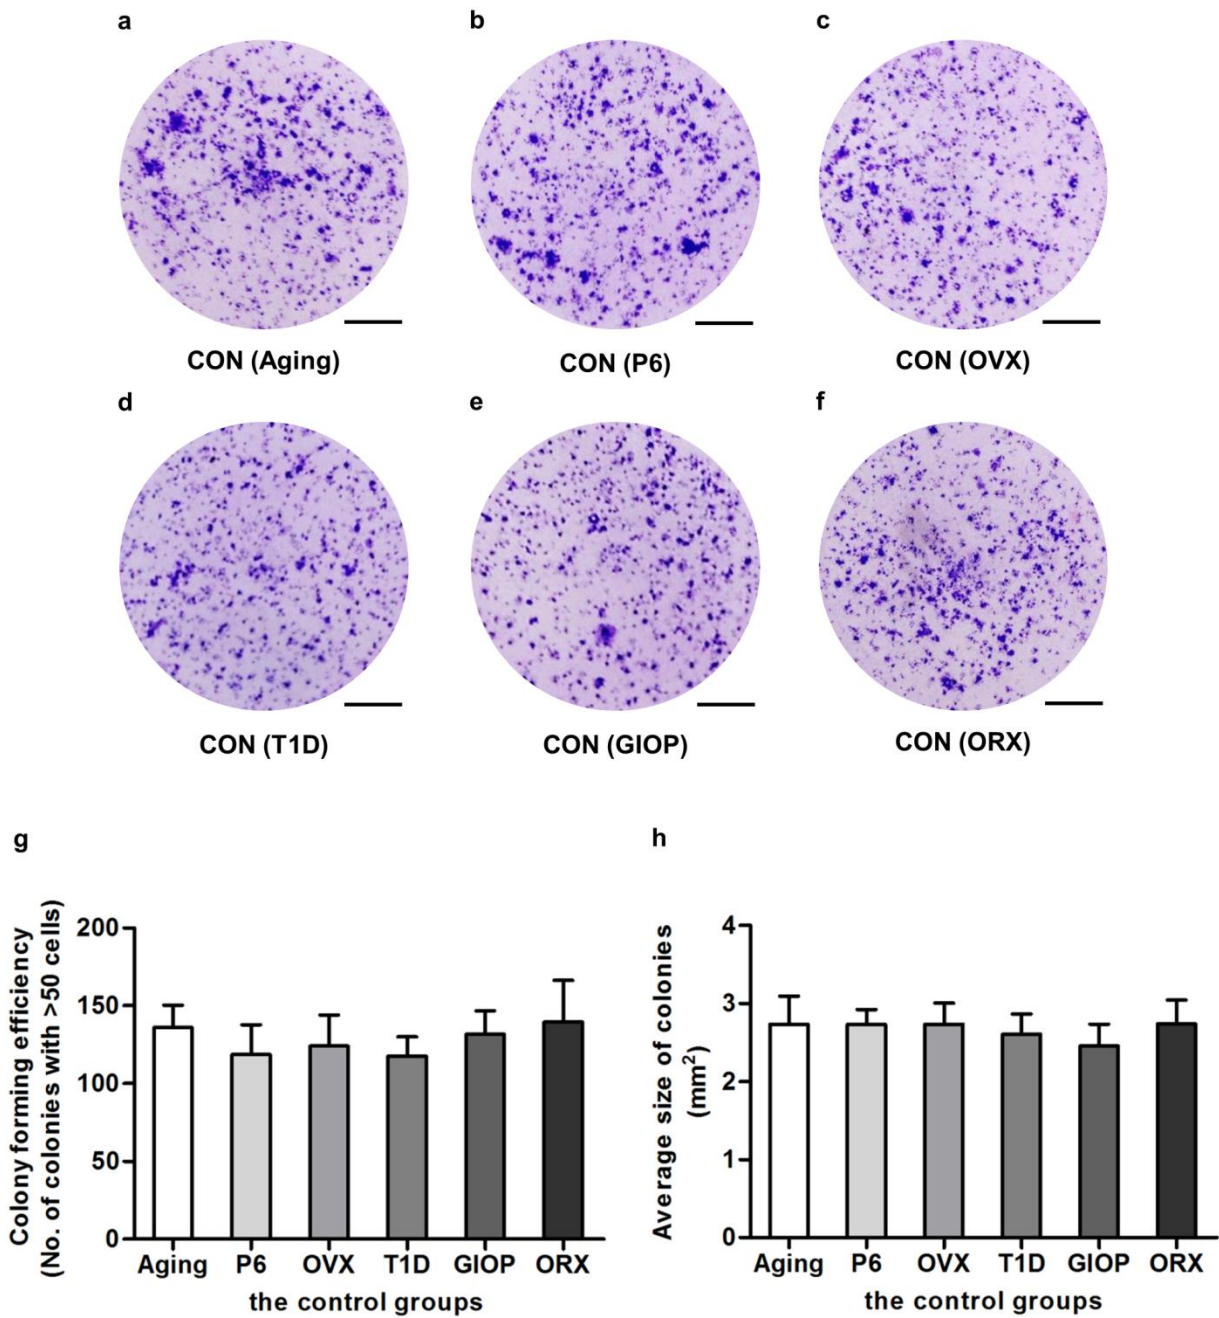 a
b
c
CON (Aging)
CON (P6)
CON (OVX)
d
e
f
CON (T1D)
CON (GIOP)
CON (ORX)
g
Colony forming efficiency
(No. of colonies with >50 cells)
200
150
100
50
0
Aging P6 OVX T1D GIOP ORX
the control groups
h
Average size of colonies
(mm²)
4
3
2
1
0
Aging P6 OVX T1D GIOP ORX
the control groups